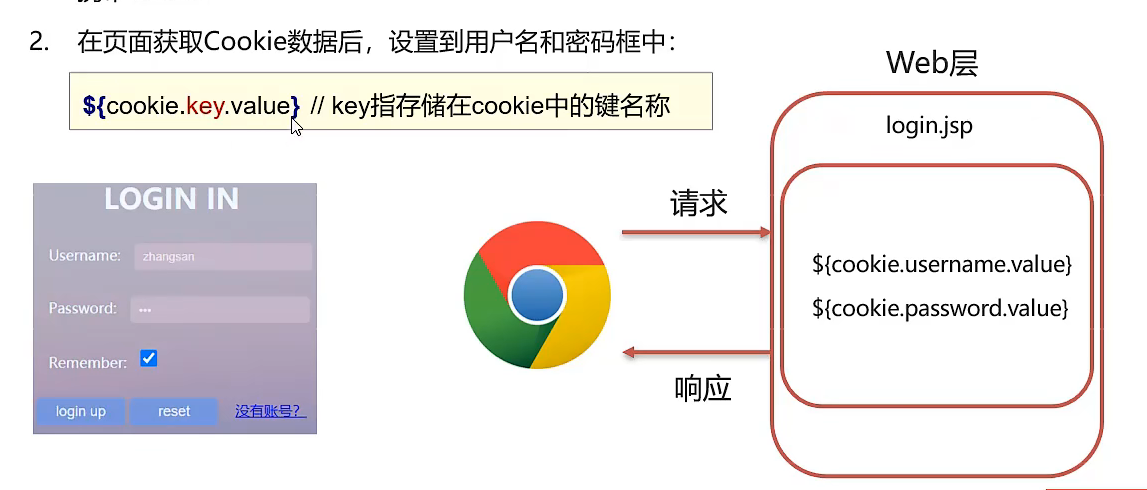 2. 在页面获取Cookie数据后，设置到用户名和密码框中：
${cookie.key.value} // key指存储在cookie中的键名称
Web层
login.jsp
LOGIN IN
Username: zhangsan
Password: •••
Remember:
login up reset 没有账号？
请求
响应
${cookie.username.value}
${cookie.password.value}